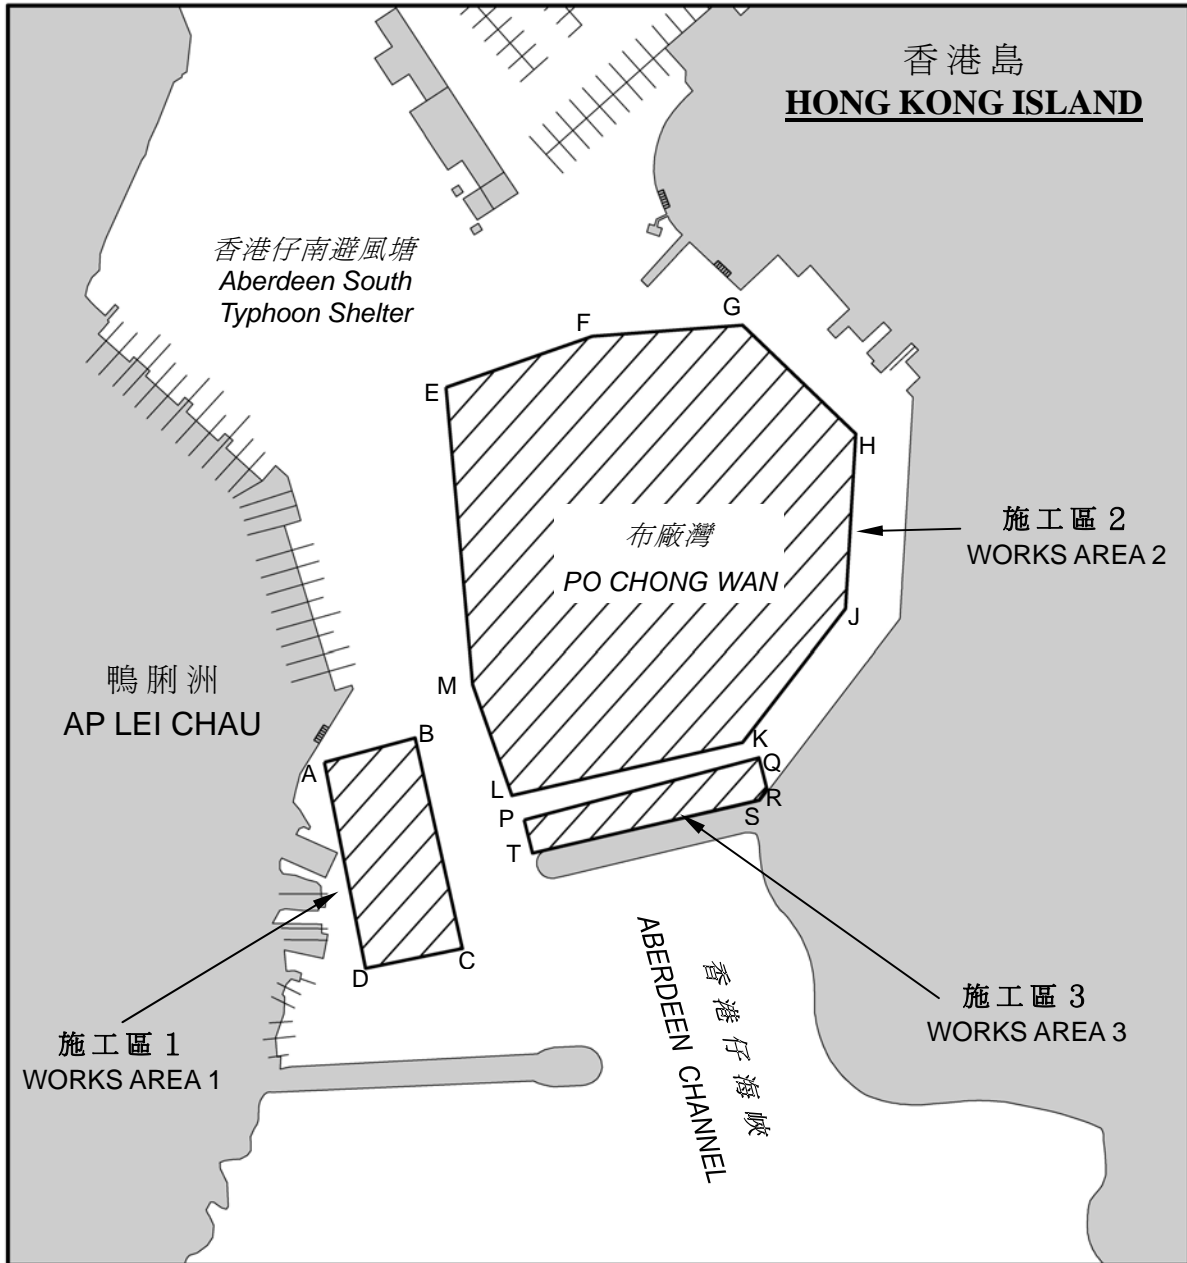 香港島
HONG KONG ISLAND
香港仔南避風塘
Aberdeen South
Typhoon Shelter
G
F
E
H
施工區 2
WORKS AREA 2
布廠灣
PO CHONG WAN
J
鴨脷洲
AP LEI CHAU
M
B
K
A
Q
L
R
P
S
T
C
D
香港仔海峽
ABERDEEN CHANNEL
施工區 3
WORKS AREA 3
施工區 1
WORKS AREA 1